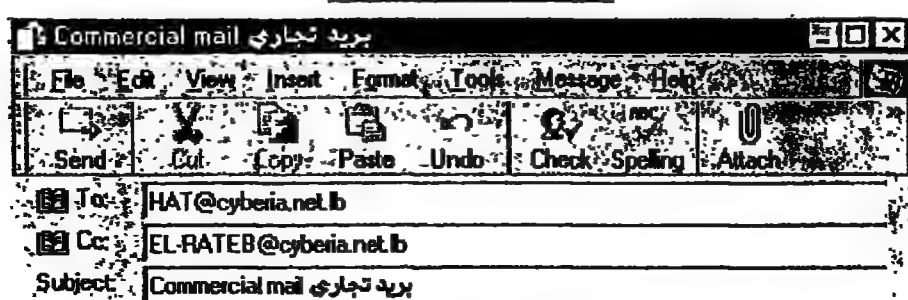 Commercial mail بريد تجاري
File Edit View Insert Format Tools Message Help
Send Cut Copy Paste Undo Check Spelling Attach
To: HAT@cyberia.net.lb
Cc: EL-RATEB@cyberia.net.lb
Subject: Commercial mail بريد تجاري